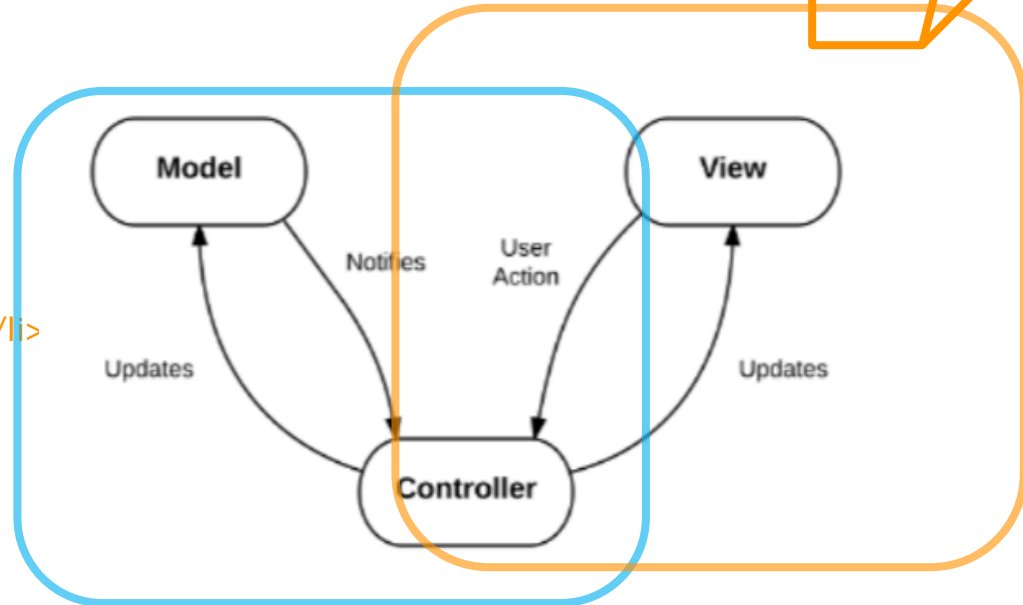 Model
View
Notifies
User
Action
/li>
Updates
Updates
Controller